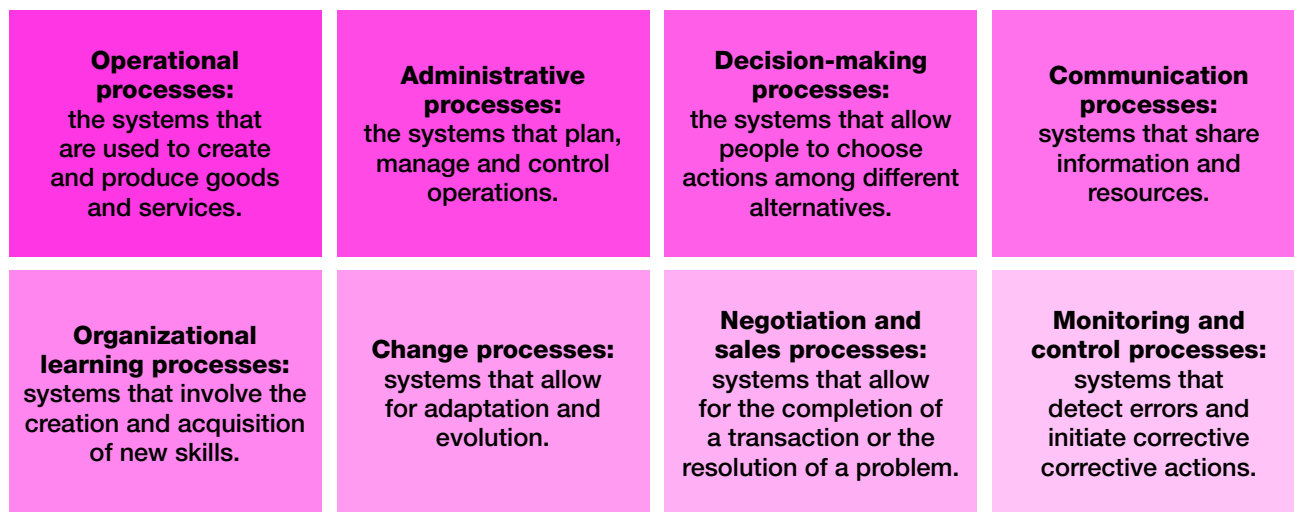 Operational
processes:
the systems that
are used to create
and produce goods
and services.
Administrative
processes:
the systems that plan,
manage and control
operations.
Decision-making
processes:
the systems that allow
people to choose
actions among different
alternatives.
Communication
processes:
systems that share
information and
resources.
Organizational
learning processes:
systems that involve the
creation and acquisition
of new skills.
Change processes:
systems that allow
for adaptation and
evolution.
Negotiation and
sales processes:
systems that allow
for the completion of
a transaction or the
resolution of a problem.
Monitoring and
control processes:
systems that
detect errors and
initiate corrective
corrective actions.